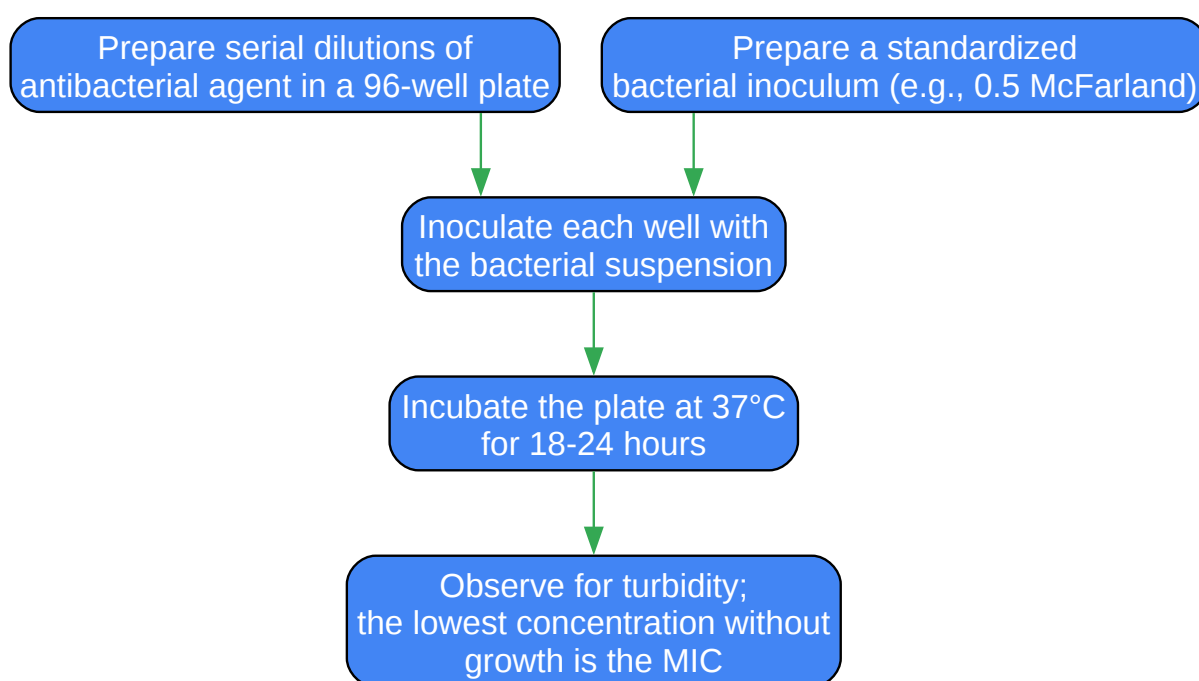 Prepare serial dilutions of
antibacterial agent in a 96-well plate
Prepare a standardized
bacterial inoculum (e.g., 0.5 McFarland)
Inoculate each well with
the bacterial suspension
Incubate the plate at 37°C
for 18-24 hours
Observe for turbidity;
the lowest concentration without
growth is the MIC